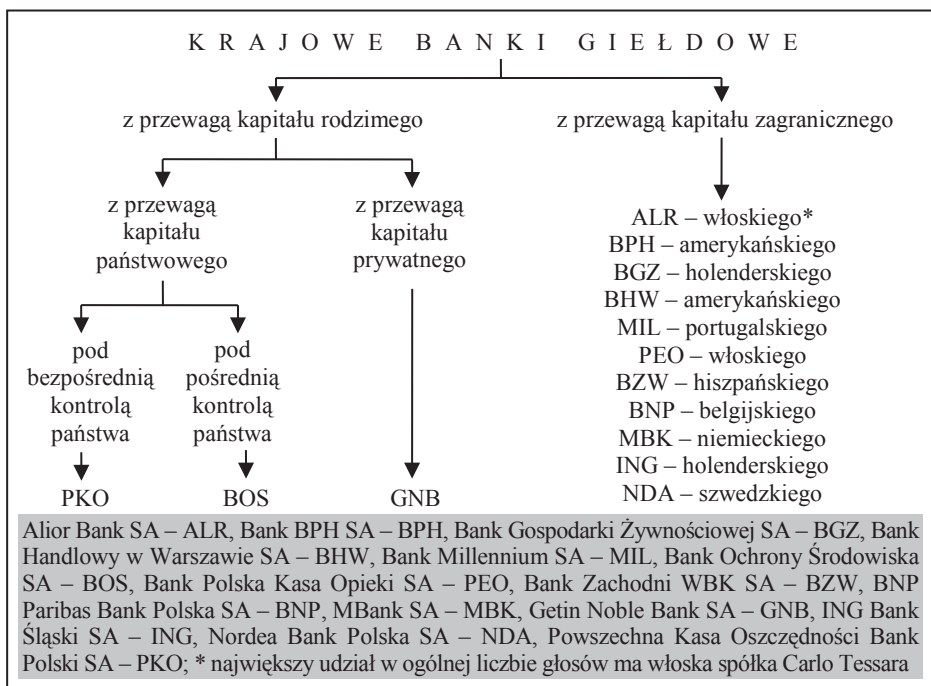 KRAJOWE BANKI GIEŁDOWE
z przewagą kapitału rodzimego
z przewagą kapitału zagranicznego
z przewagą
kapitału
państwowego
z przewagą
kapitału
prywatnego
pod
bezpośrednią
kontrolą
państwa
pod
pośrednią
kontrolą
państwa
PKO
BOS
GNB
ALR – włoskiego*
BPH – amerykańskiego
BGZ – holenderskiego
BHW – amerykańskiego
MIL – portugalskiego
PEO – włoskiego
BZW – hiszpańskiego
BNP – belgijskiego
MBK – niemieckiego
ING – holenderskiego
NDA – szwedzkiego
Alior Bank SA – ALR, Bank BPH SA – BPH, Bank Gospodarki Żywnościowej SA – BGZ, Bank
Handlowy w Warszawie SA – BHW, Bank Millennium SA – MIL, Bank Ochrony Środowiska
SA – BOS, Bank Polska Kasa Opieki SA – PEO, Bank Zachodni WBK SA – BZW, BNP
Paribas Bank Polska SA – BNP, MBank SA – MBK, Getin Noble Bank SA – GNB, ING Bank
Śląski SA – ING, Nordea Bank Polska SA – NDA, Powszechna Kasa Oszczędności Bank
Polski SA – PKO; * największy udział w ogólnej liczbie głosów ma włoska spółka Carlo Tessara